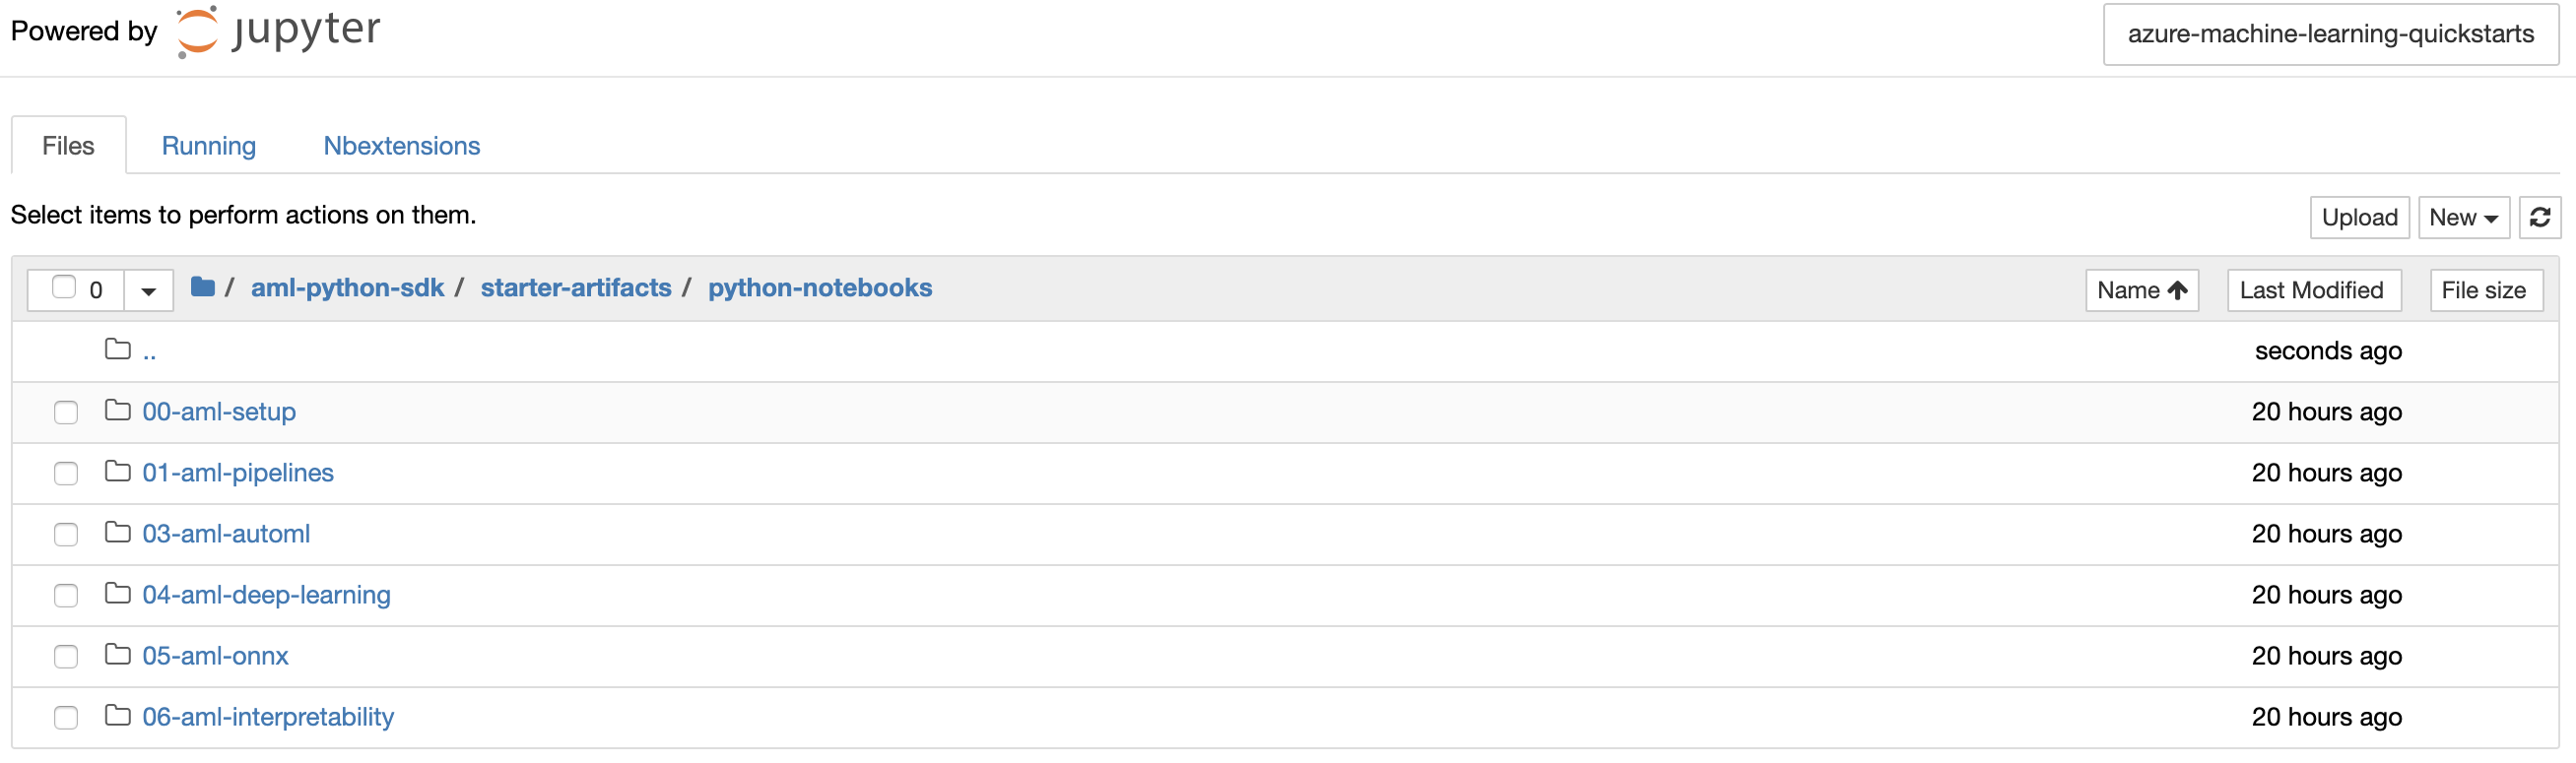 Powered by jupyter
azure-machine-learning-quickstarts
Files Running Nbextensions
Select items to perform actions on them.
Upload New
0 / aml-python-sdk / starter-artifacts / python-notebooks
Name Last Modified File size
.. seconds ago
00-aml-setup 20 hours ago
01-aml-pipelines 20 hours ago
03-aml-automl 20 hours ago
04-aml-deep-learning 20 hours ago
05-aml-onnx 20 hours ago
06-aml-interpretability 20 hours ago